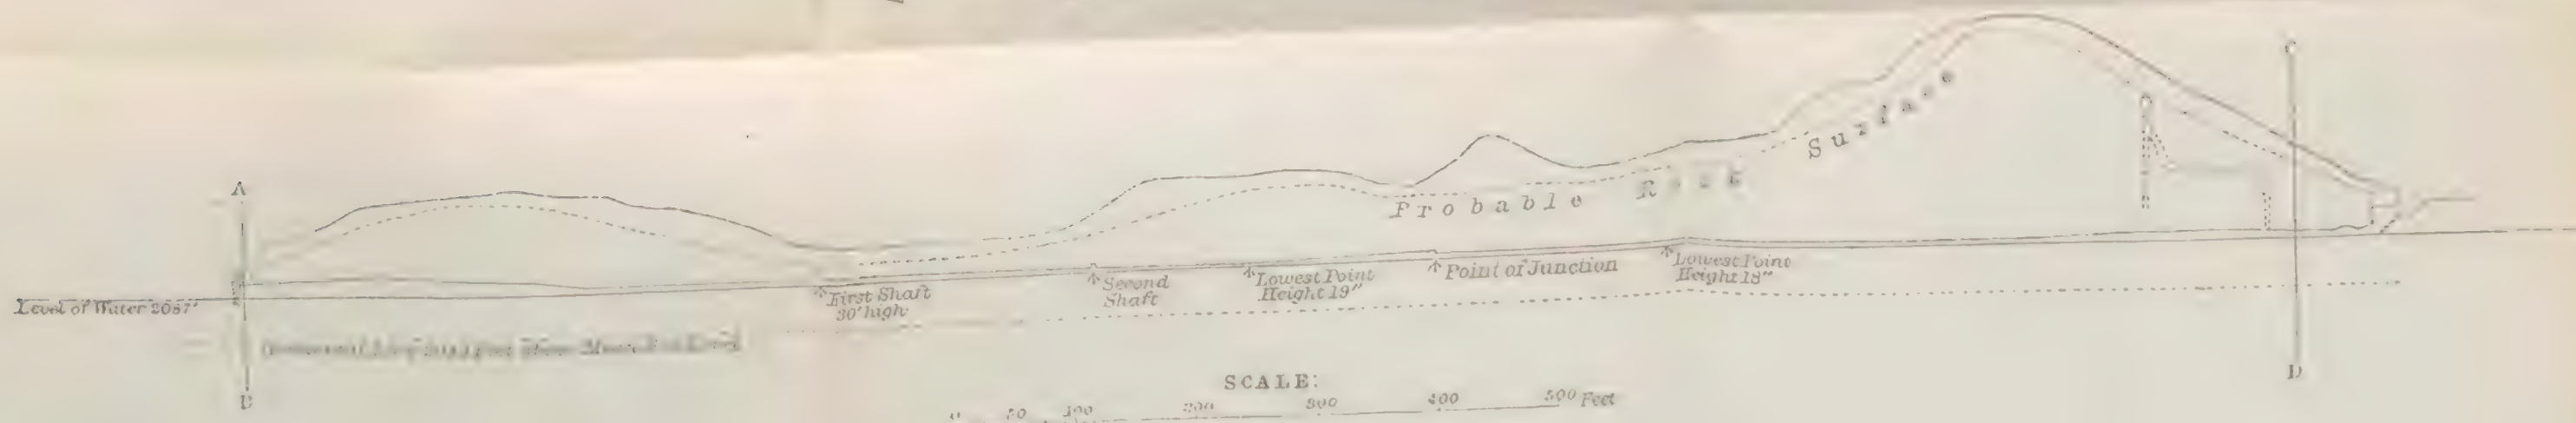 A
C
Surface
Probable Rock
Level of Water 2087'
First Shaft
30' high
Second
Shaft
Lowest Point
Height 19"
Point of Junction
Lowest Point
Height 18"
D
SCALE:
0 50 100 200 300 400 500 Feet